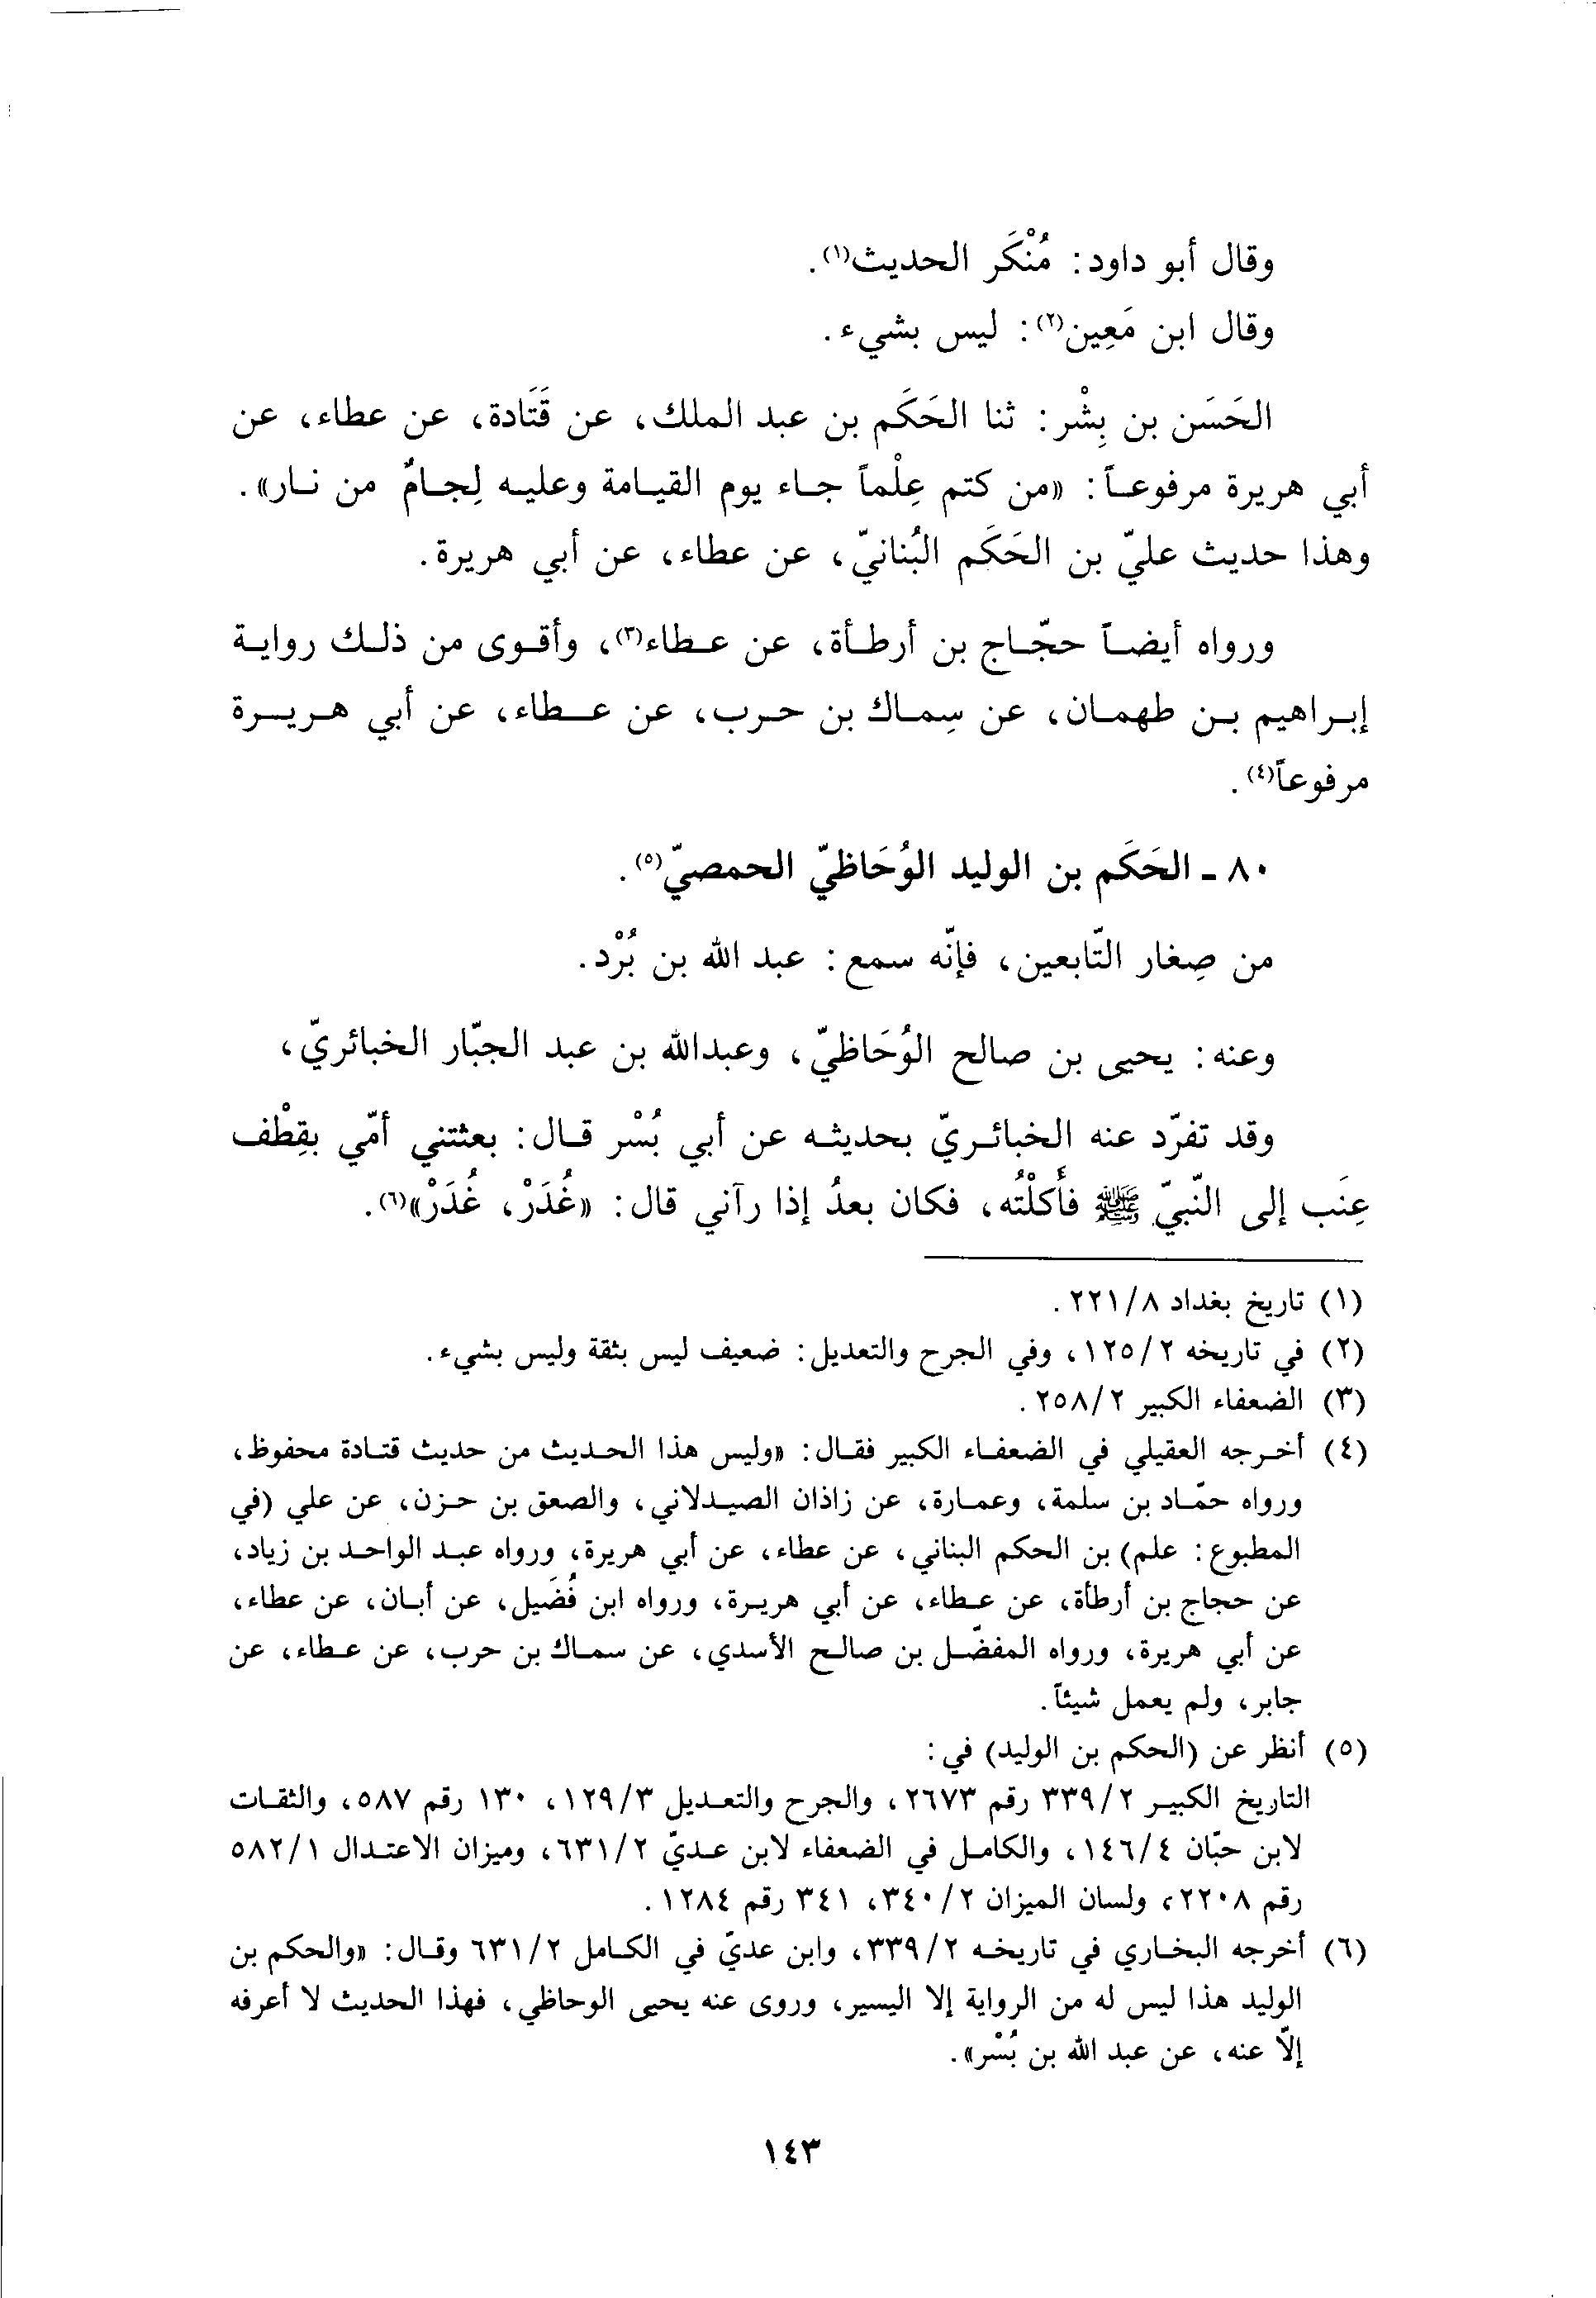 وقال أبو داود: مُنْكَر الحديث(١).
وقال ابن مَعِين(٢): ليس بشيء.
الحَسَن بن بِشْر: ثنا الحَكَم بن عبد الملك، عن قَتَادة، عن عطاء، عن
أبي هريرة مرفوعاً: «من كتم عِلْماً جاء يوم القيامة وعليه لِجامٌ من نار».
وهذا حديث عليّ بن الحَكَم البُنانيّ، عن عطاء، عن أبي هريرة.
ورواه أيضاً حجّاج بن أرطأة، عن عطاء(٣)، وأقوى من ذلك رواية
إبراهيم بن طهمان، عن سِماك بن حرب، عن عطاء، عن أبي هريرة
مرفوعاً(٤).
٨٠ - الحَكَم بن الوليد الوُحَاظيّ الحمصيّ(٥).
من صِغار التّابعين، فإنّه سمع: عبد الله بن بُرْد.
وعنه: يحيى بن صالح الوُحَاظيّ، وعبدالله بن عبد الجبّار الخبائريّ،
وقد تفرّد عنه الخبائريّ بحديثه عن أبي بُسْر قال: بعثتني أمّي بقِطْف
عِنَب إلى النّبيّ ﷺ فأَكلْتُه، فكان بعدُ إذا رآني قال: «غُدَرْ، غُدَرْ»(٦).
(١) تاريخ بغداد ٨/٢٢١.
(٢) في تاريخه ٢/١٢٥، وفي الجرح والتعديل: ضعيف ليس بثقة وليس بشيء.
(٣) الضعفاء الكبير ٢/٢٥٨.
(٤) أخرجه العقيلي في الضعفاء الكبير فقال: «وليس هذا الحديث من حديث قتادة محفوظ،
ورواه حمّاد بن سلمة، وعمارة، عن زاذان الصيدلاني، والصعق بن حزن، عن علي (في
المطبوع: علم) بن الحكم البناني، عن عطاء، عن أبي هريرة، ورواه عبد الواحد بن زياد،
عن حجاج بن أرطأة، عن عطاء، عن أبي هريرة، ورواه ابن فُضَيل، عن أبان، عن عطاء،
عن أبي هريرة، ورواه المفضّل بن صالح الأسدي، عن سماك بن حرب، عن عطاء، عن
جابر، ولم يعمل شيئاً.
(٥) أنظر عن (الحكم بن الوليد) في:
التاريخ الكبير ٢/٣٣٩ رقم ٢٦٧٣، والجرح والتعديل ٣/١٢٩، ١٣٠ رقم ٥٨٧، والثقات
لابن حبّان ٤/١٤٦، والكامل في الضعفاء لابن عديّ ٢/٦٣١، وميزان الاعتدال ١/٥٨٢
رقم ٢٢٠٨، ولسان الميزان ٢/٣٤٠، ٣٤١ رقم ١٢٨٤.
(٦) أخرجه البخاري في تاريخه ٢/٣٣٩، وابن عديّ في الكامل ٢/٦٣١ وقال: «والحكم بن
الوليد هذا ليس له من الرواية إلا اليسير، وروى عنه يحيى الوحاظي، فهذا الحديث لا أعرفه
إلّا عنه، عن عبد الله بن بُسْر».
١٤٣